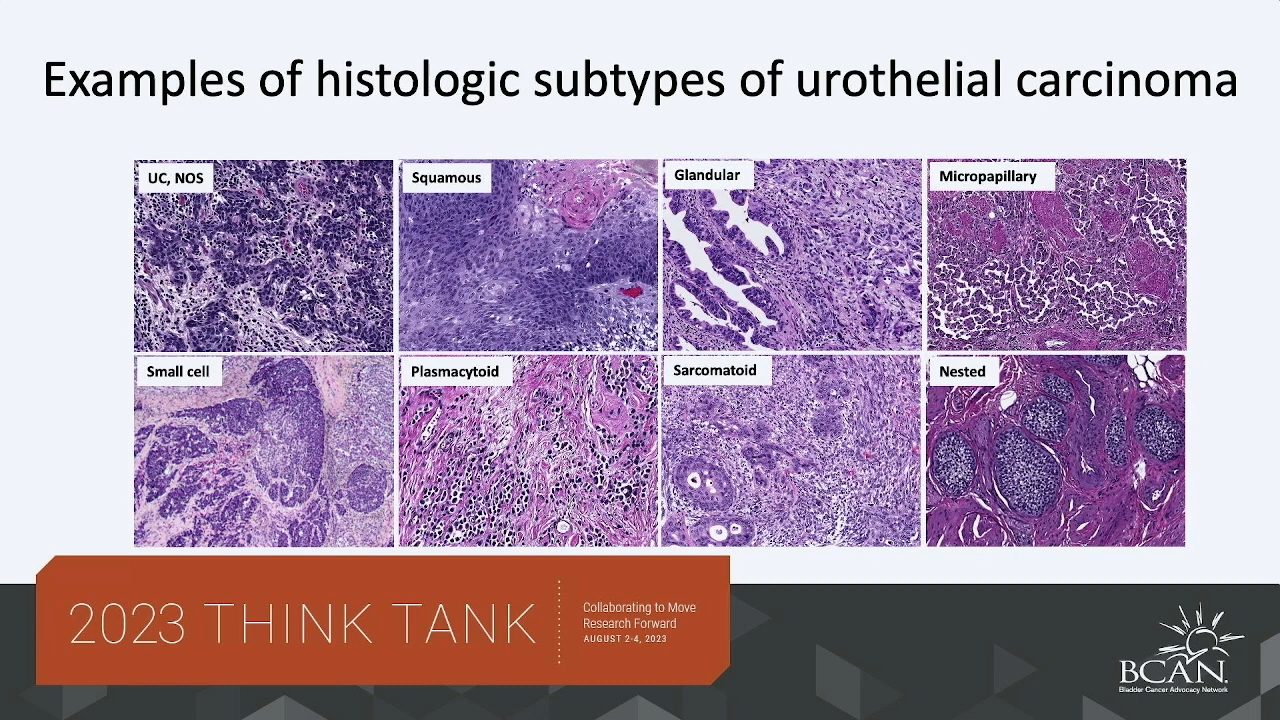 Examples of histologic subtypes of urothelial carcinoma
UC, NOS
Squamous
Glandular
Micropapillary
Small cell
Plasmacytoid
Sarcomatoid
Nested
2023 THINK TANK
Collaborating to Move
Research Forward
AUGUST 2-4, 2023
BCAN.
Bladder Cancer Advocacy Network